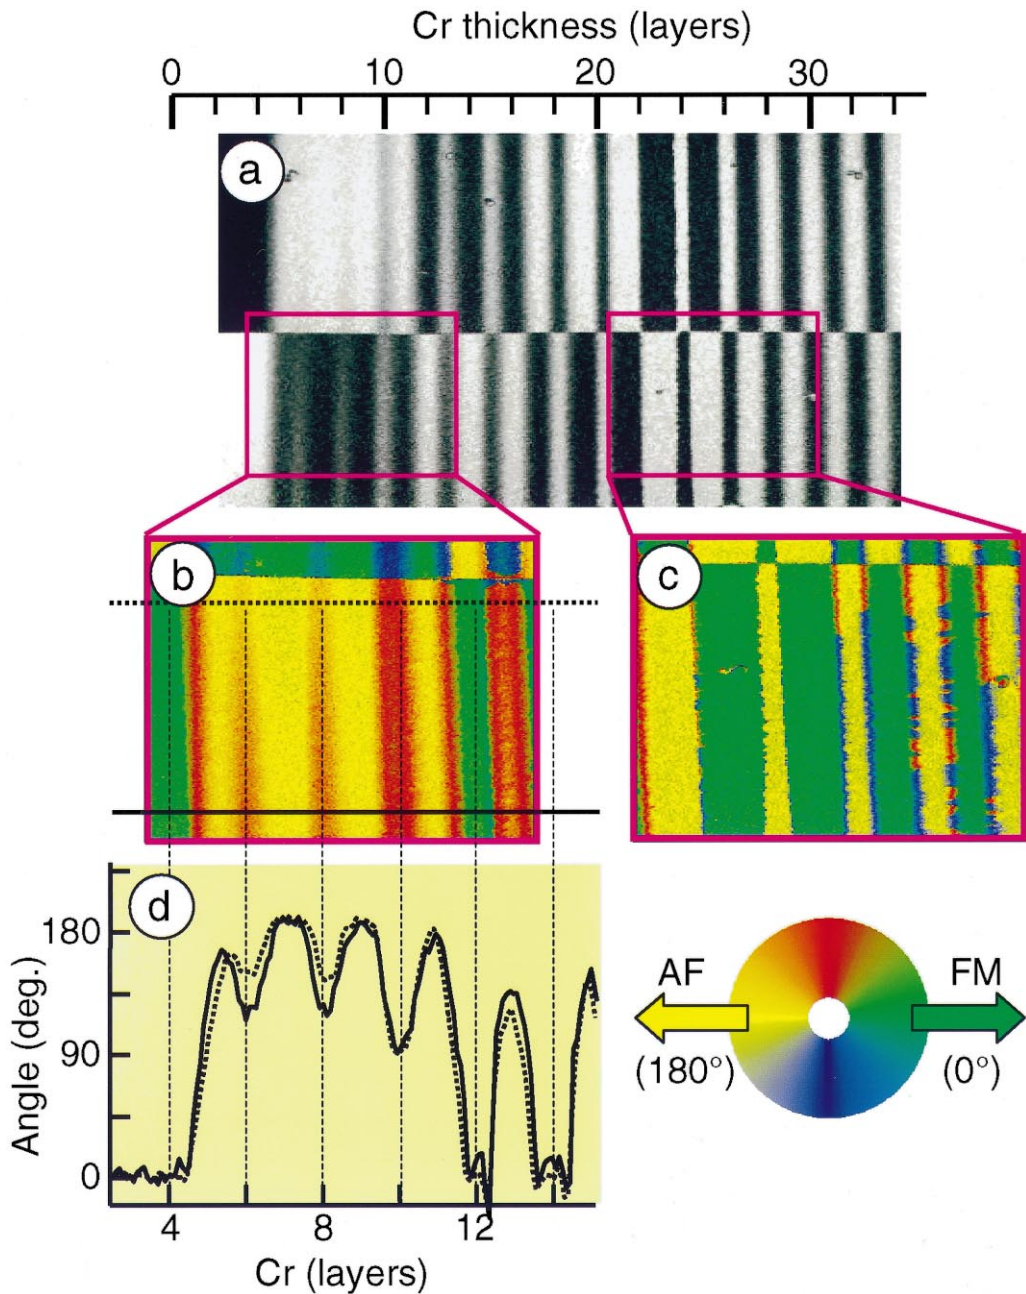 Cr thickness (layers)
0 10 20 30
a
b
c
d
180
90
0
Angle (deg.)
4 8 12
Cr (layers)
AF FM
(180°) (0°)